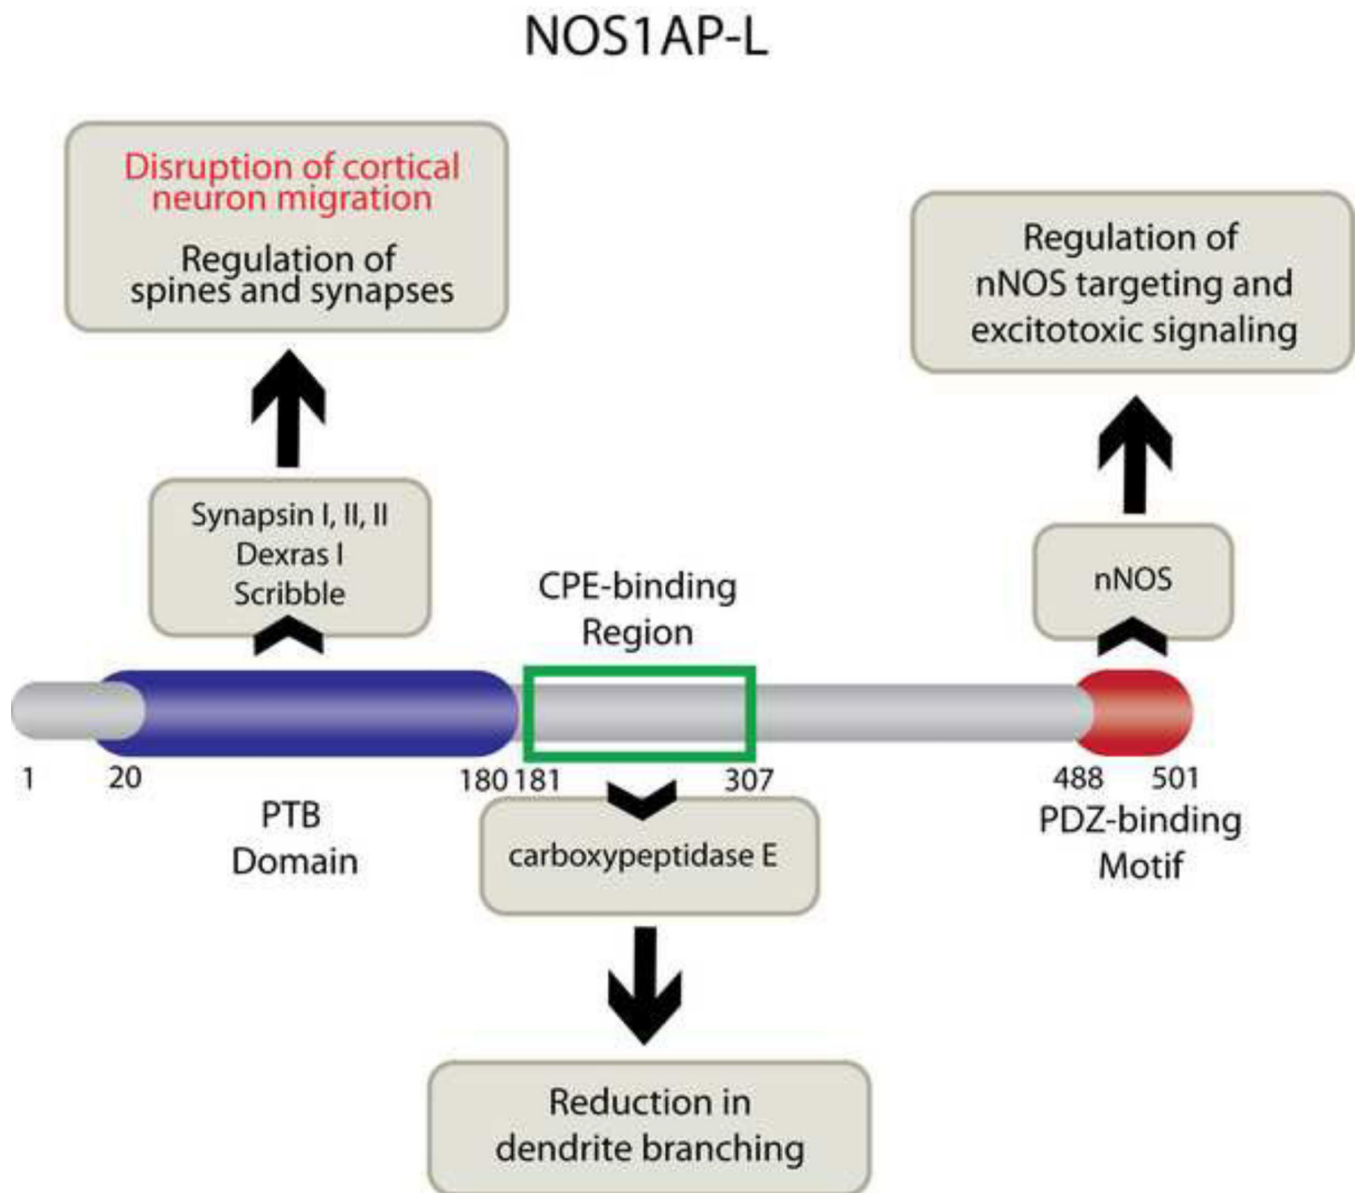 NOS1AP-L
Disruption of cortical
neuron migration
Regulation of
spines and synapses
Regulation of
nNOS targeting and
excitotoxic signaling
Synapsin I, II, II
Dexras I
Scribble
nNOS
CPE-binding
Region
1
20
180
181
307
488
501
PTB
Domain
PDZ-binding
Motif
carboxypeptidase E
Reduction in
dendrite branching